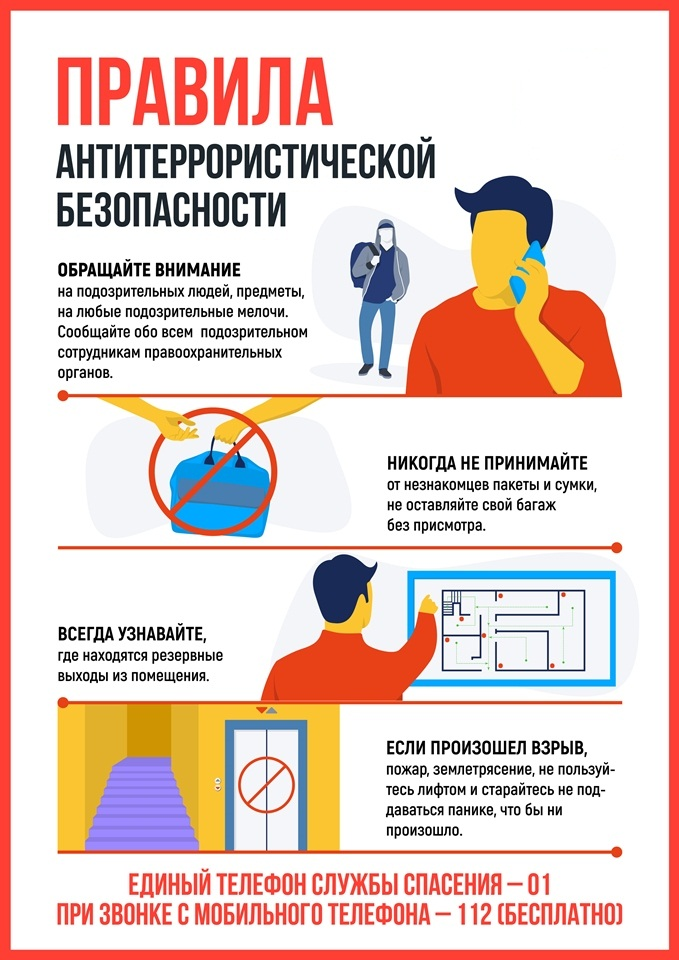 ПРАВИЛА
АНТИТЕРРОРИСТИЧЕСКОЙ
БЕЗОПАСНОСТИ
ОБРАЩАЙТЕ ВНИМАНИЕ
на подозрительных людей, предметы,
на любые подозрительные мелочи.
Сообщайте обо всем подозрительном
сотрудникам правоохранительных
органов.
НИКОГДА НЕ ПРИНИМАЙТЕ
от незнакомцев пакеты и сумки,
не оставляйте свой багаж
без присмотра.
ВСЕГДА УЗНАВАЙТЕ,
где находятся резервные
выходы из помещения.
ЕСЛИ ПРОИЗОШЕЛ ВЗРЫВ,
пожар, землетрясение, не пользуй-
тесь лифтом и старайтесь не под-
даваться панике, что бы ни
произошло.
ЕДИНЫЙ ТЕЛЕФОН СЛУЖБЫ СПАСЕНИЯ – 01
ПРИ ЗВОНКЕ С МОБИЛЬНОГО ТЕЛЕФОНА – 112 (БЕСПЛАТНО)